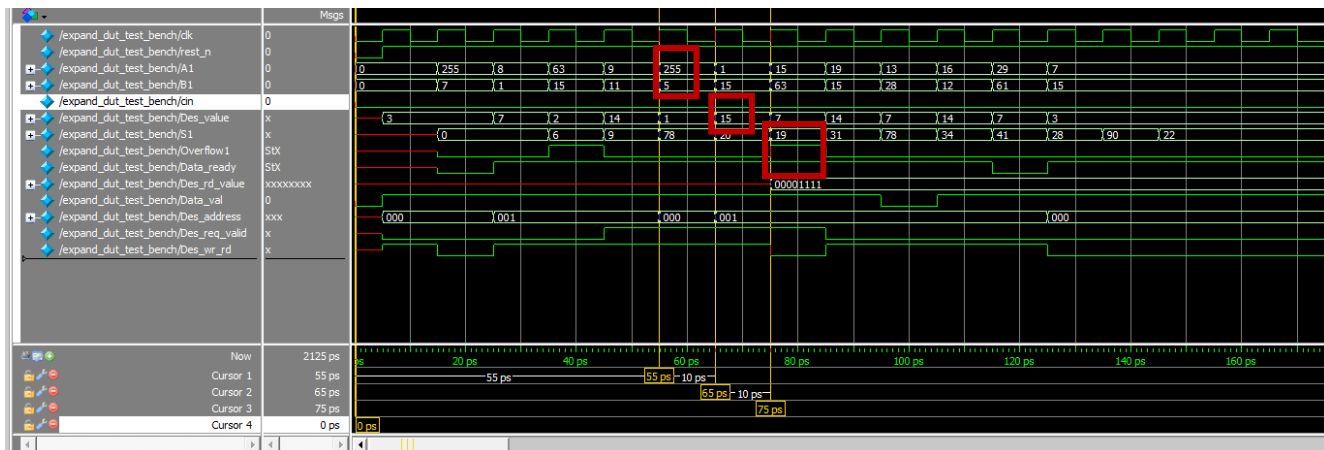 Msgs
/expand_dut_test_bench/clk 0
/expand_dut_test_bench/rest_n 0
/expand_dut_test_bench/A1 0 0 255 8 63 9 255 1 15 19 13 16 29 7
/expand_dut_test_bench/B1 0 0 7 1 15 11 5 15 63 15 28 12 61 15
/expand_dut_test_bench/cin 0
/expand_dut_test_bench/Des_value x 3 7 2 14 1 15 7 14 7 14 7 3
/expand_dut_test_bench/S1 x 0 6 9 78 20 19 31 78 34 41 28 90 22
/expand_dut_test_bench/Overflow1 StX
/expand_dut_test_bench/Data_ready StX
/expand_dut_test_bench/Des_rd_value xxxxxxxx 00001111
/expand_dut_test_bench/Data_val 0
/expand_dut_test_bench/Des_address xxx 000 001 000 001 000
/expand_dut_test_bench/Des_req_valid x
/expand_dut_test_bench/Des_wr_rd x
Now 2125 ps ps 20 ps 40 ps 60 ps 80 ps 100 ps 120 ps 140 ps 160 ps
Cursor 1 55 ps 55 ps 55 ps 10 ps
Cursor 2 65 ps 65 ps 10 ps
Cursor 3 75 ps 75 ps
Cursor 4 0 ps 0 ps